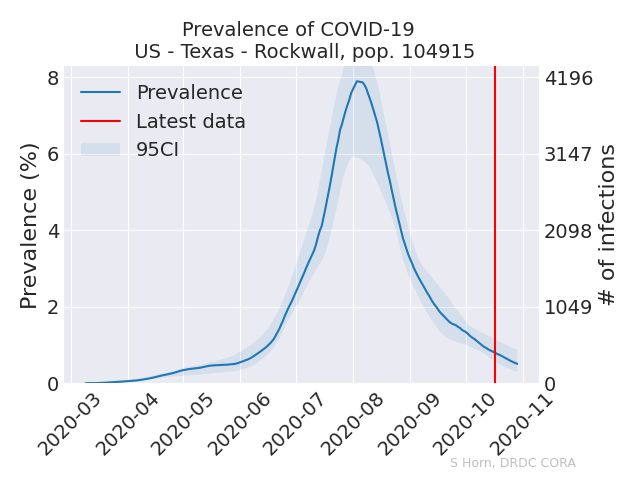 Prevalence of COVID-19
US - Texas - Rockwall, pop. 104915
Prevalence
Latest data
95CI
Prevalence (%)
8
6
4
2
0
4196
3147
2098
1049
0
# of infections
2020-03
2020-04
2020-05
2020-06
2020-07
2020-08
2020-09
2020-10
2020-11
S Horn, DRDC CORA